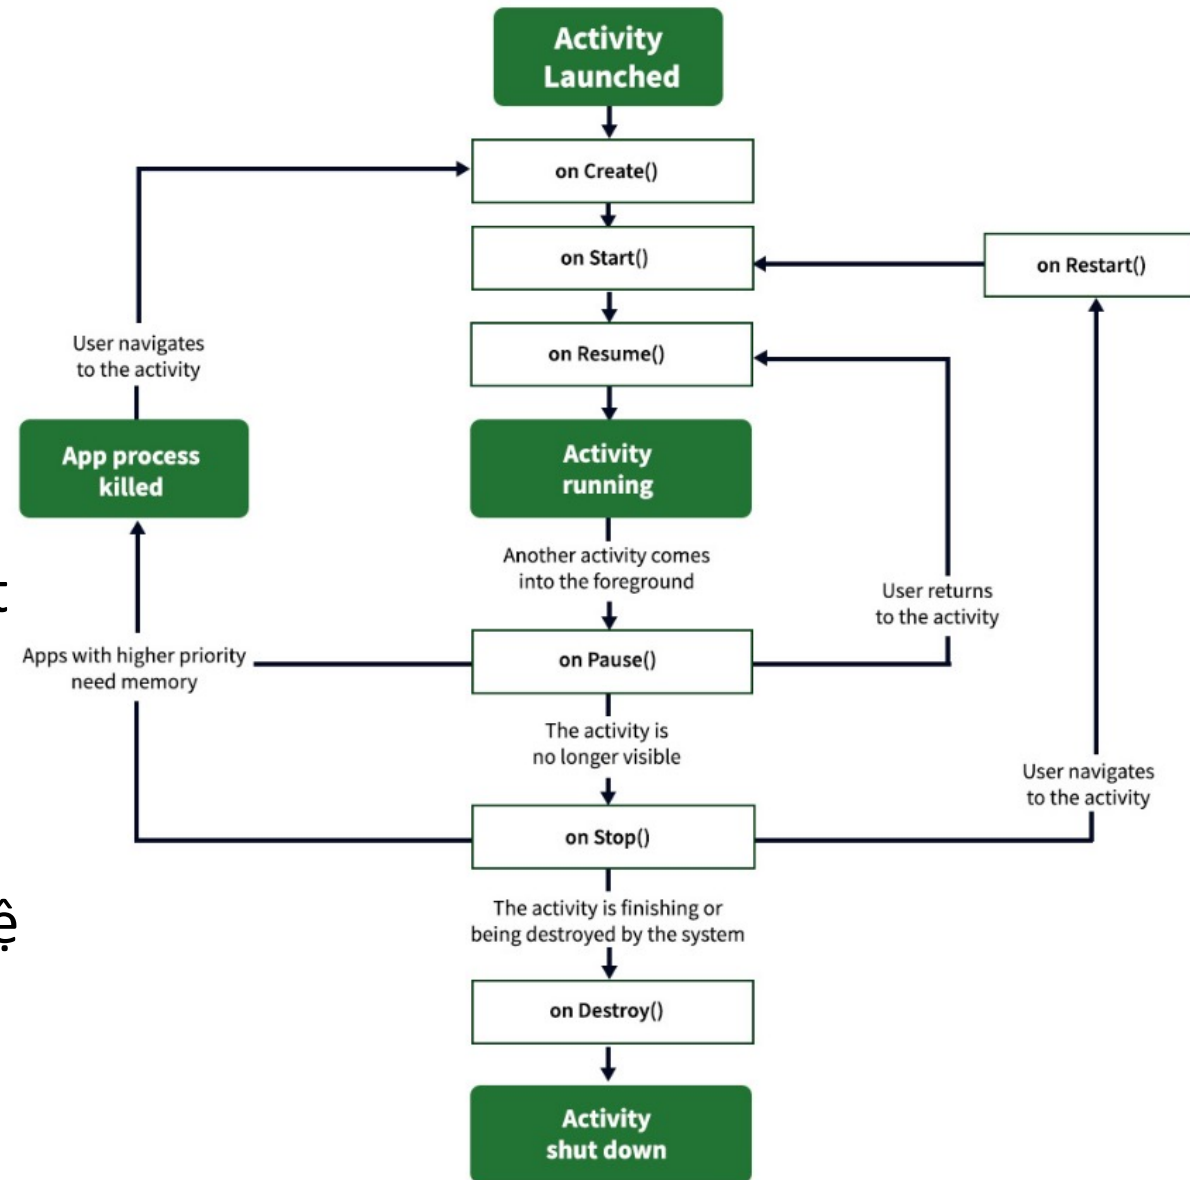 Activity
Launched
on Create()
on Start()
on Restart()
on Resume()
User navigates
to the activity
App process
killed
Activity
running
Another activity comes
into the foreground
User returns
to the activity
t
Apps with higher priority
need memory
on Pause()
The activity is
no longer visible
User navigates
to the activity
on Stop()
ệ
The activity is finishing or
being destroyed by the system
on Destroy()
Activity
shut down